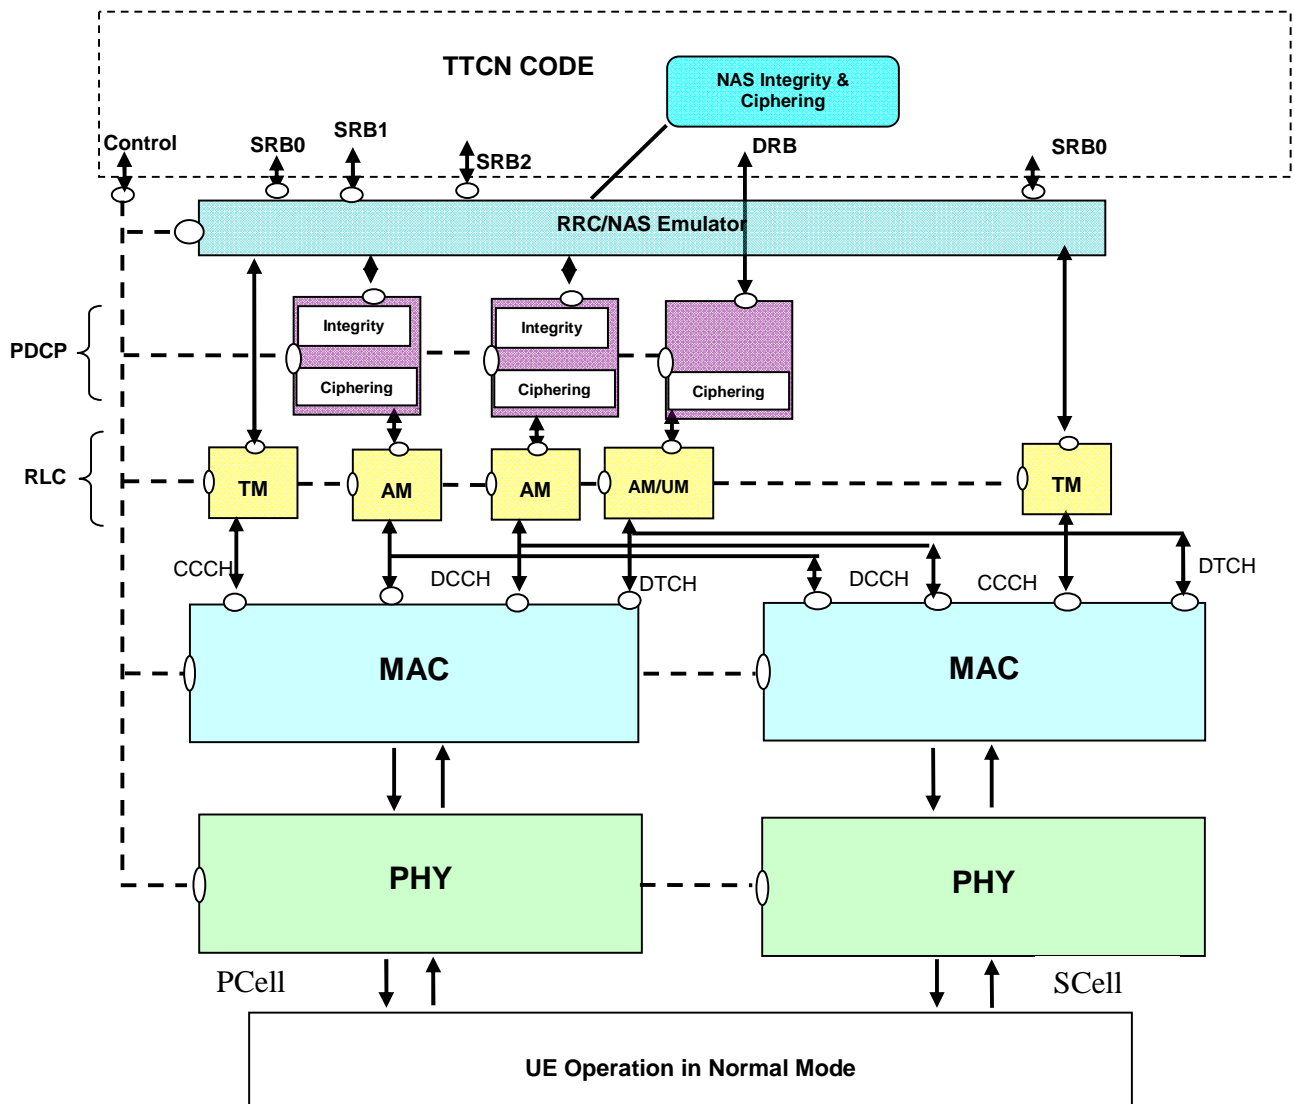 TTCN CODE
NAS Integrity &
Ciphering
Control
SRB0
SRB1
SRB2
DRB
SRB0
RRC/NAS Emulator
PDCP
Integrity
Integrity
Ciphering
Ciphering
Ciphering
RLC
TM
AM
AM
AM/UM
TM
CCCH
DCCH
DTCH
DCCH
CCCH
DTCH
MAC
MAC
PHY
PHY
PCell
SCell
UE Operation in Normal Mode